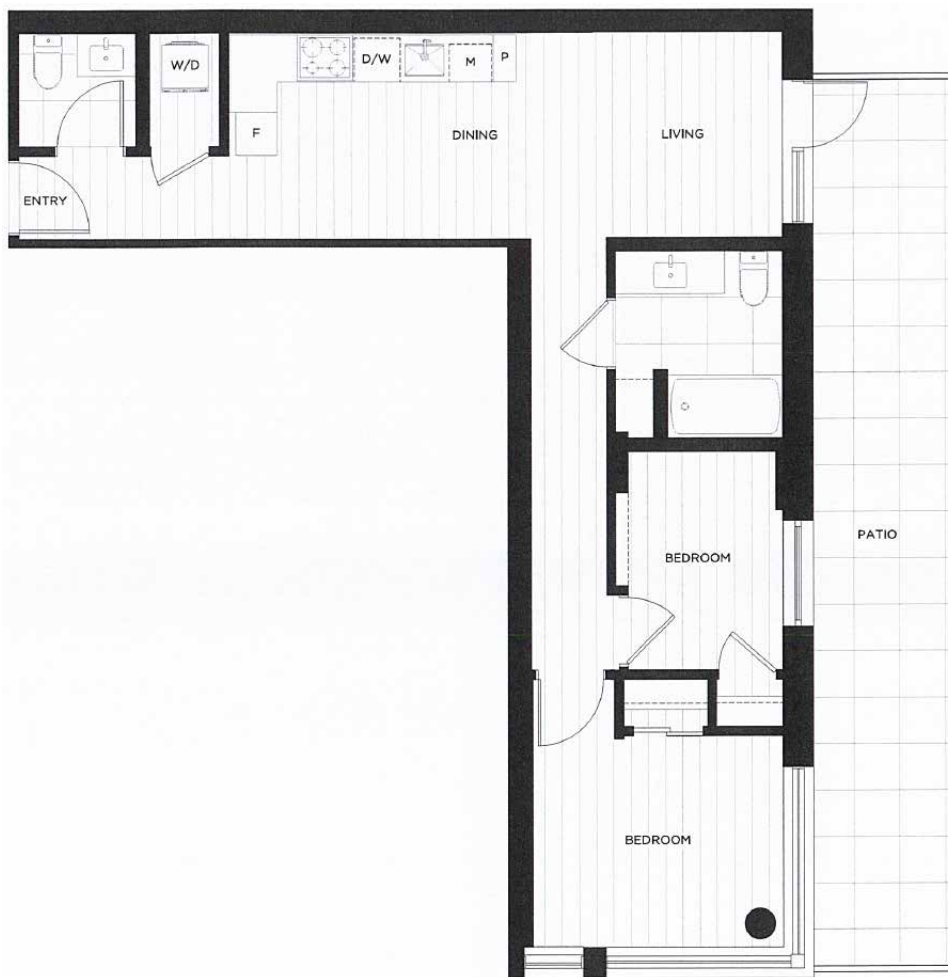 W/D
D/W
M
P
F
DINING
LIVING
ENTRY
BEDROOM
PATIO
BEDROOM